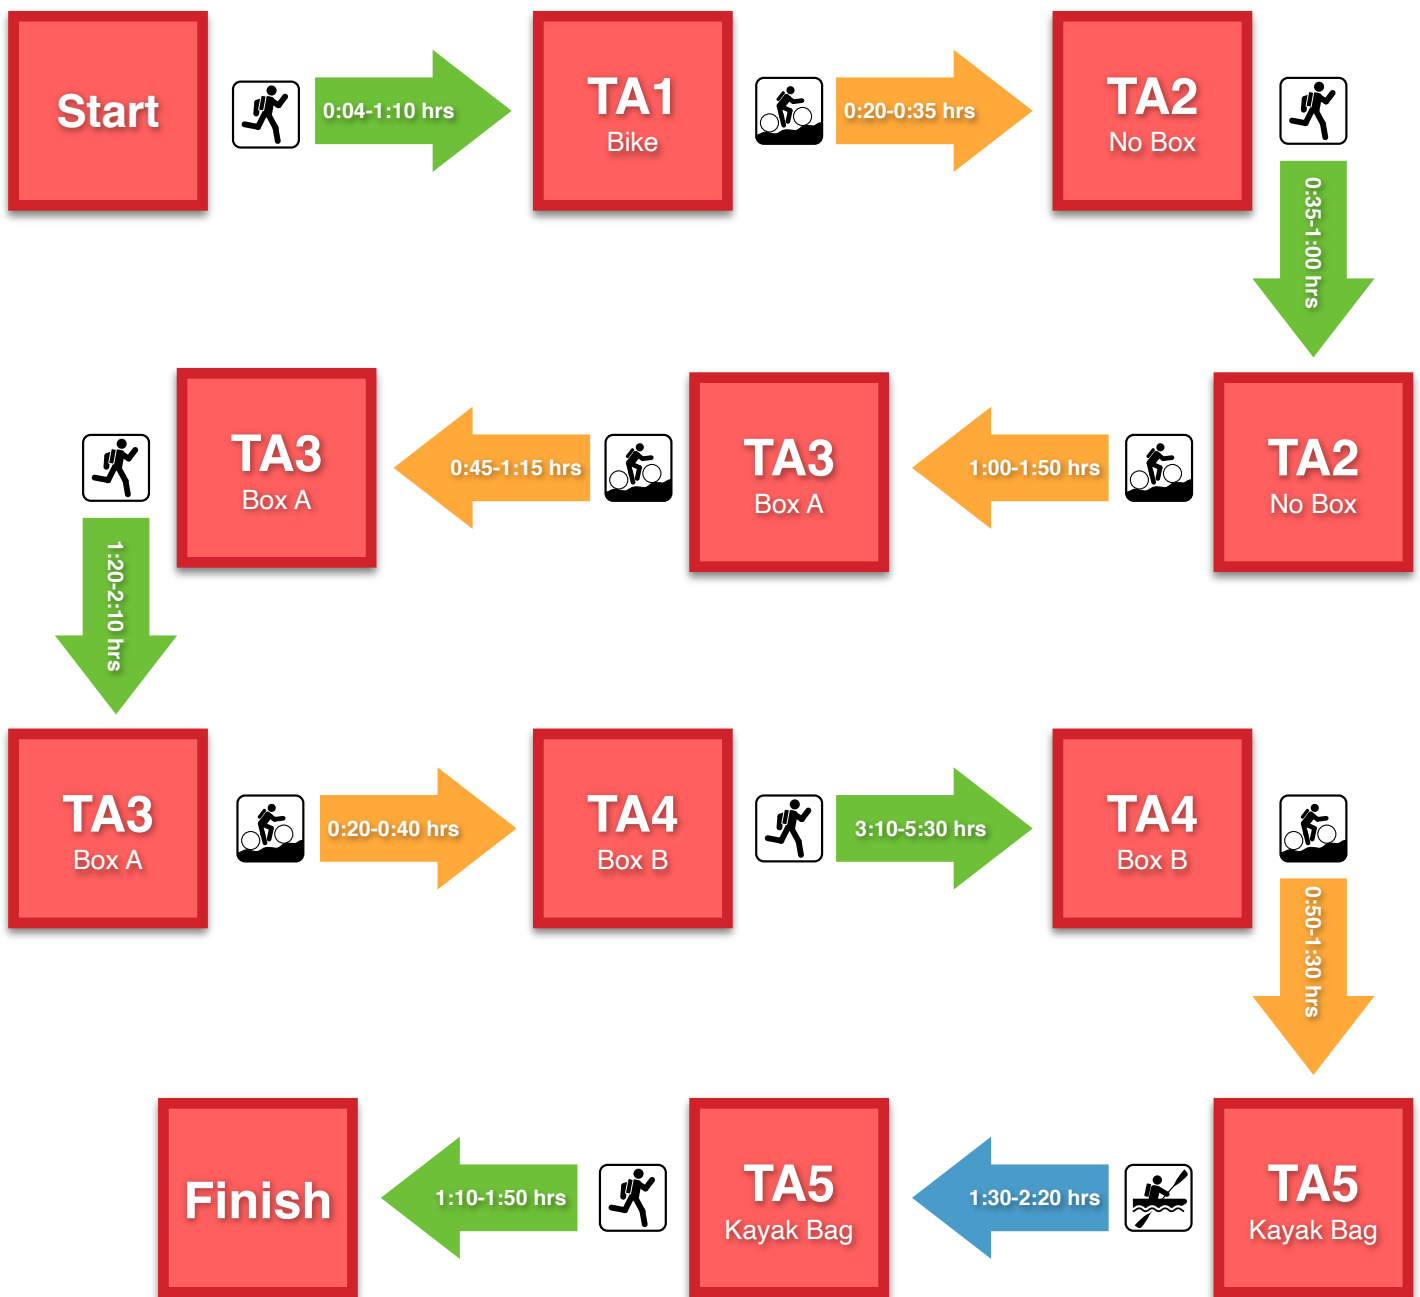 Start
0:04-1:10 hrs
TA1
Bike
0:20-0:35 hrs
TA2
No Box
0:35-1:00 hrs
TA2
No Box
1:00-1:50 hrs
TA3
Box A
0:45-1:15 hrs
TA3
Box A
1:20-2:10 hrs
TA3
Box A
0:20-0:40 hrs
TA4
Box B
3:10-5:30 hrs
TA4
Box B
0:50-1:30 hrs
TA5
Kayak Bag
1:30-2:20 hrs
TA5
Kayak Bag
1:10-1:50 hrs
Finish